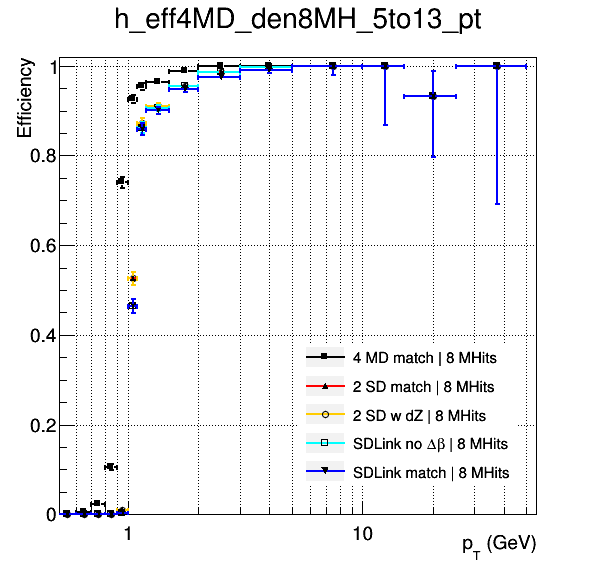 h_eff4MD_den8MH_5to13_pt
Efficiency
1
0.8
0.6
0.4
0.2
0
4 MD match | 8 MHits
2 SD match | 8 MHits
2 SD w dZ | 8 MHits
SDLink no Δβ | 8 MHits
SDLink match | 8 MHits
1
10
p_T (GeV)